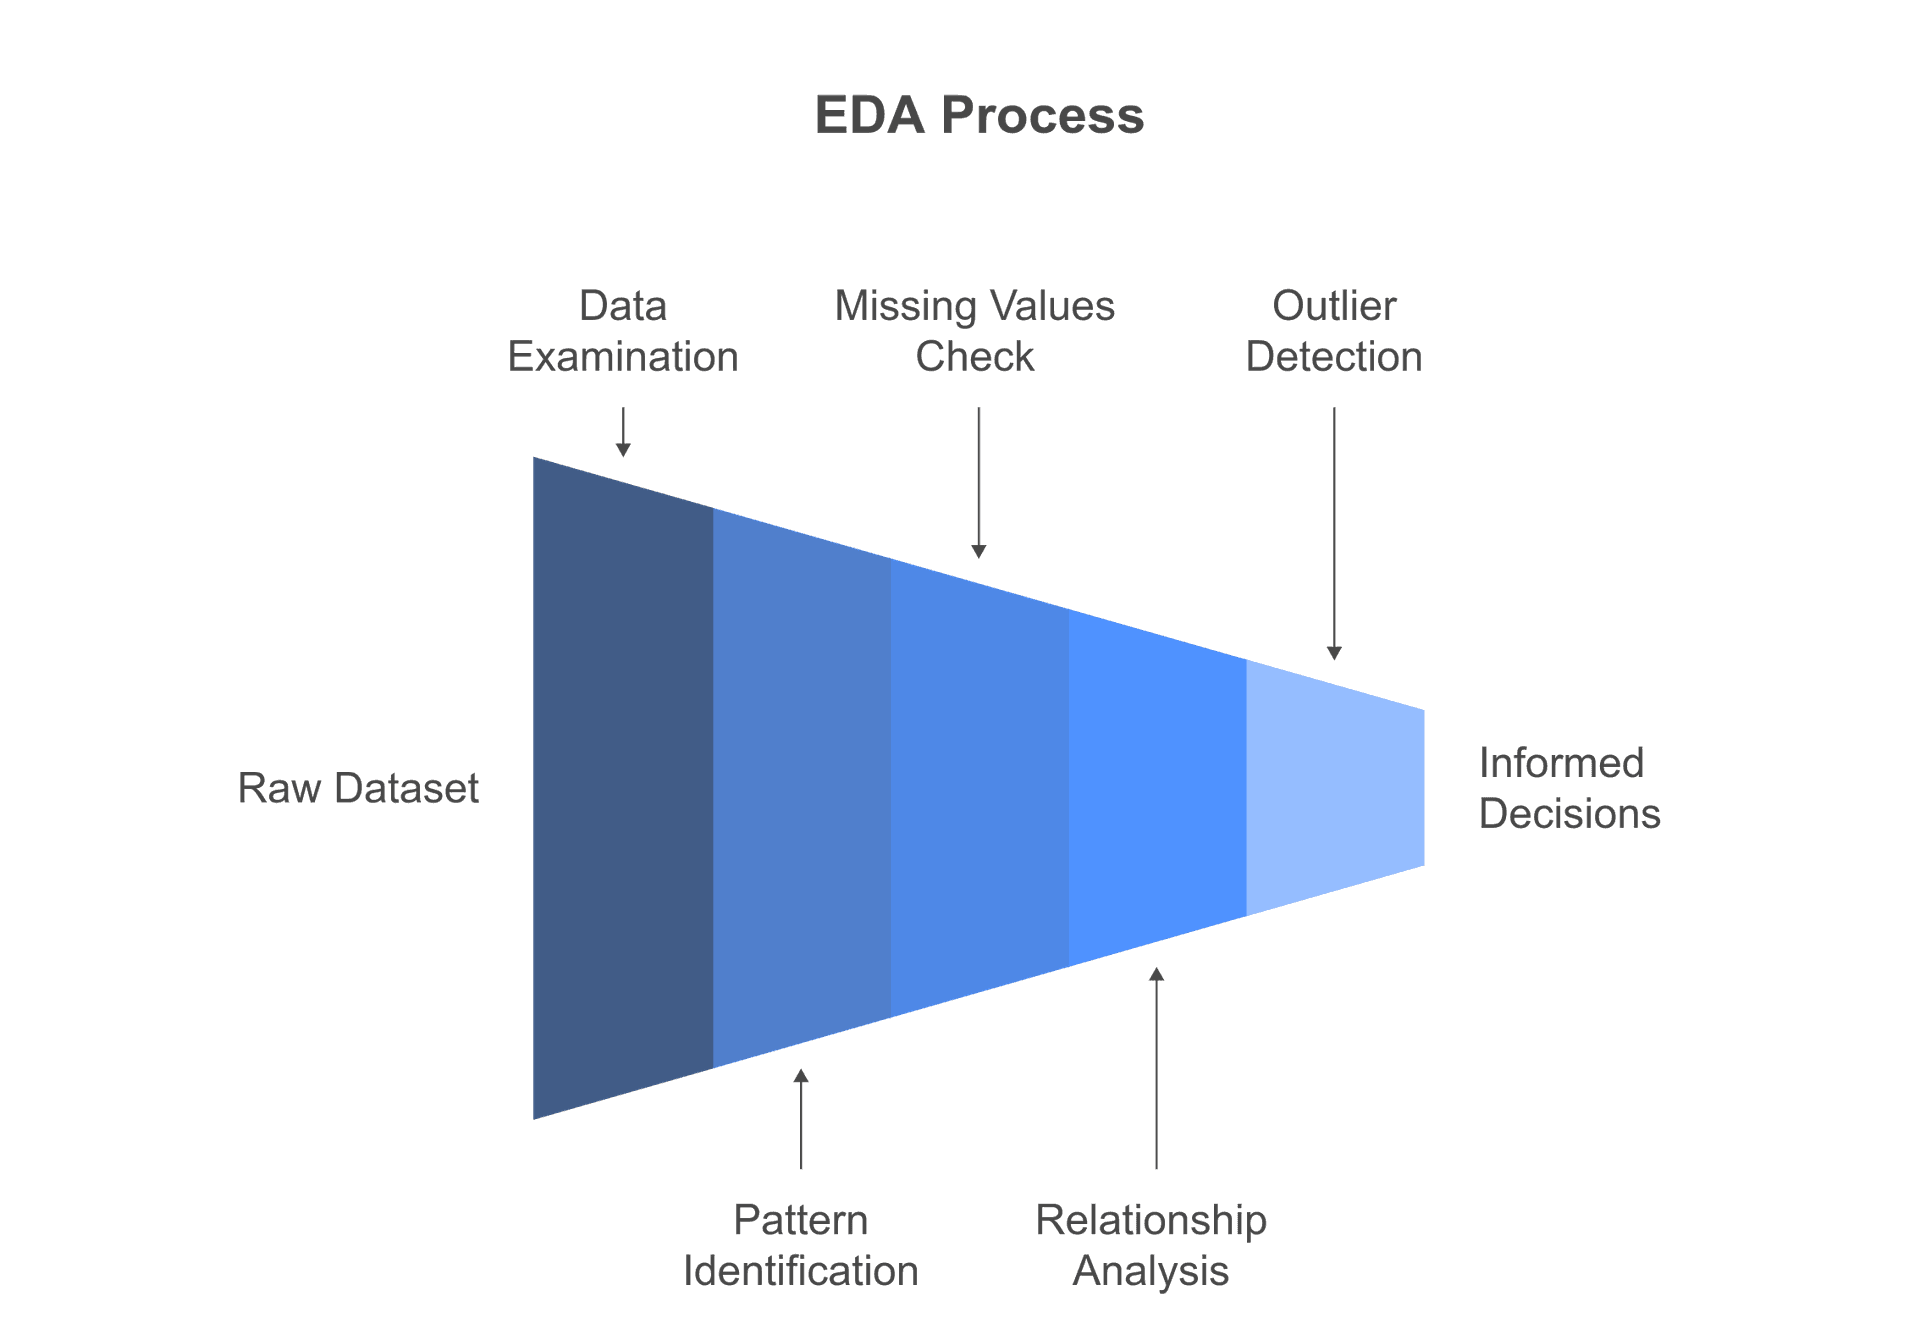 EDA Process
Data
Examination
Missing Values
Check
Outlier
Detection
Raw Dataset
Informed
Decisions
Pattern
Identification
Relationship
Analysis